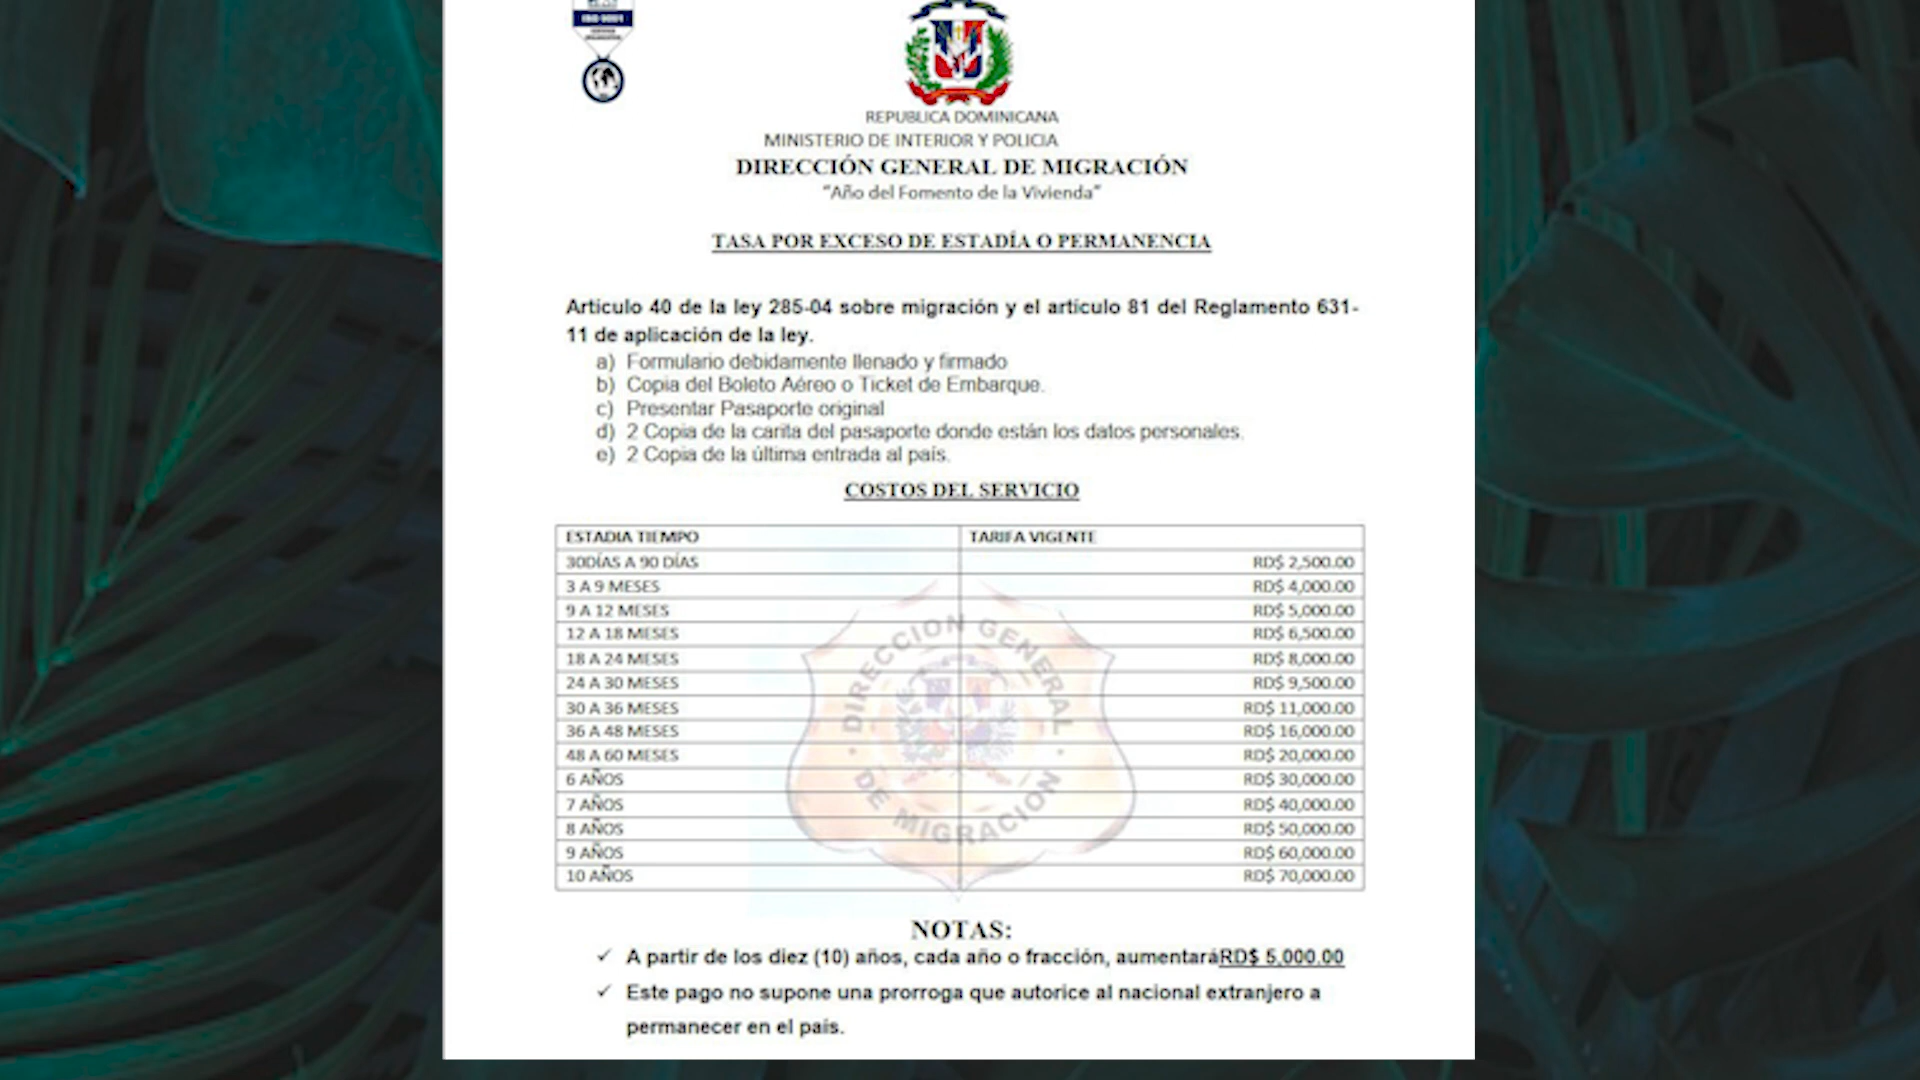 ISO 9001
REPUBLICA DOMINICANA
MINISTERIO DE INTERIOR Y POLICIA
DIRECCIÓN GENERAL DE MIGRACIÓN
“Año del Fomento de la Vivienda”
TASA POR EXCESO DE ESTADÍA O PERMANENCIA
Articulo 40 de la ley 285-04 sobre migración y el artículo 81 del Reglamento 631-
11 de aplicación de la ley.
a) Formulario debidamente llenado y firmado
b) Copia del Boleto Aéreo o Ticket de Embarque.
c) Presentar Pasaporte original
d) 2 Copia de la carita del pasaporte donde están los datos personales.
e) 2 Copia de la última entrada al país.
COSTOS DEL SERVICIO
ESTADIA TIEMPO TARIFA VIGENTE
30DÍAS A 90 DÍAS RD$ 2,500.00
3 A 9 MESES RD$ 4,000.00
9 A 12 MESES RD$ 5,000.00
12 A 18 MESES RD$ 6,500.00
18 A 24 MESES RD$ 8,000.00
24 A 30 MESES RD$ 9,500.00
30 A 36 MESES RD$ 11,000.00
36 A 48 MESES RD$ 16,000.00
48 A 60 MESES RD$ 20,000.00
6 AÑOS RD$ 30,000.00
7 AÑOS RD$ 40,000.00
8 AÑOS RD$ 50,000.00
9 AÑOS RD$ 60,000.00
10 AÑOS RD$ 70,000.00
DIRECCION GENERAL
DE MIGRACION
NOTAS:
✓ A partir de los diez (10) años, cada año o fracción, aumentaráRD$ 5,000.00
✓ Este pago no supone una prorroga que autorice al nacional extranjero a
permanecer en el país.